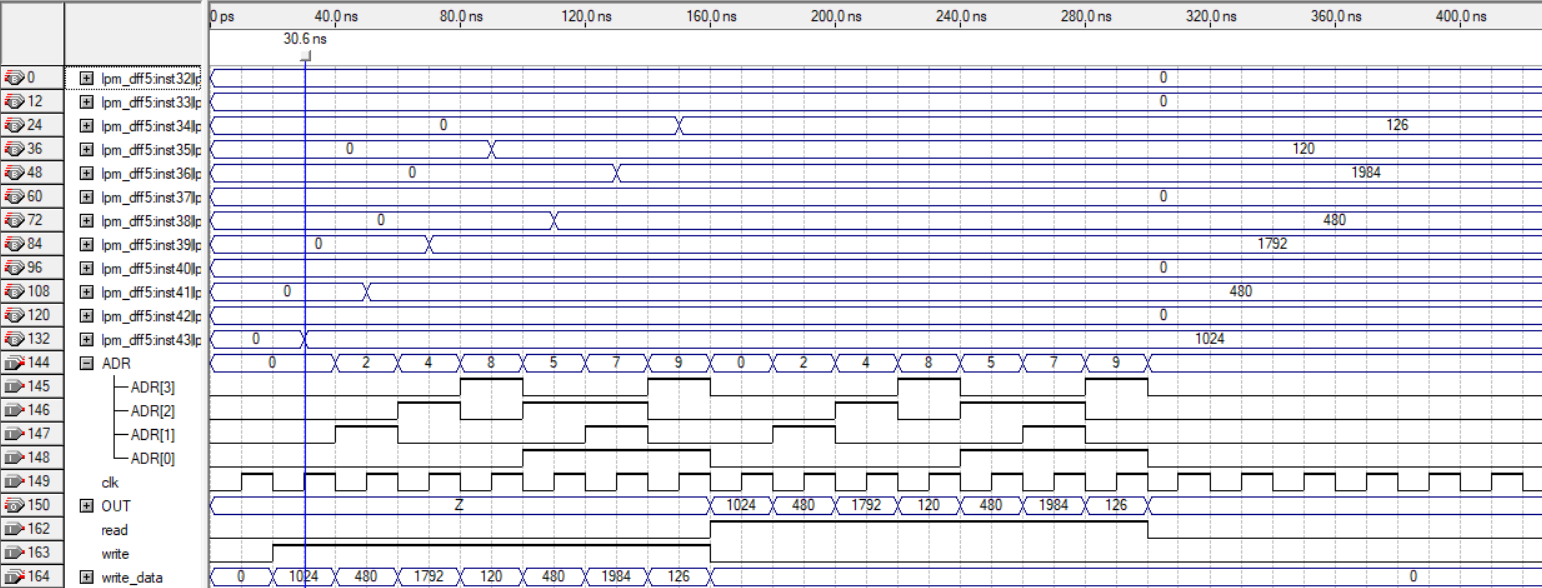 0 ps 40.0 ns 80.0 ns 120.0 ns 160.0 ns 200.0 ns 240.0 ns 280.0 ns 320.0 ns 360.0 ns 400.0 ns
30.6 ns
0 lpm_dff5:inst32|lp 0
12 lpm_dff5:inst33|lp 0
24 lpm_dff5:inst34|lp 0 126
36 lpm_dff5:inst35|lp 0 120
48 lpm_dff5:inst36|lp 0 1984
60 lpm_dff5:inst37|lp 0
72 lpm_dff5:inst38|lp 0 480
84 lpm_dff5:inst39|lp 0 1792
96 lpm_dff5:inst40|lp 0
108 lpm_dff5:inst41|lp 0 480
120 lpm_dff5:inst42|lp 0
132 lpm_dff5:inst43|lp 0 1024
144 ADR 0 2 4 8 5 7 9 0 2 4 8 5 7 9 0
145 ADR[3]
146 ADR[2]
147 ADR[1]
148 ADR[0]
149 clk
150 OUT Z 1024 480 1792 120 480 1984 126
162 read
163 write
164 write_data 0 1024 480 1792 120 480 1984 126 0